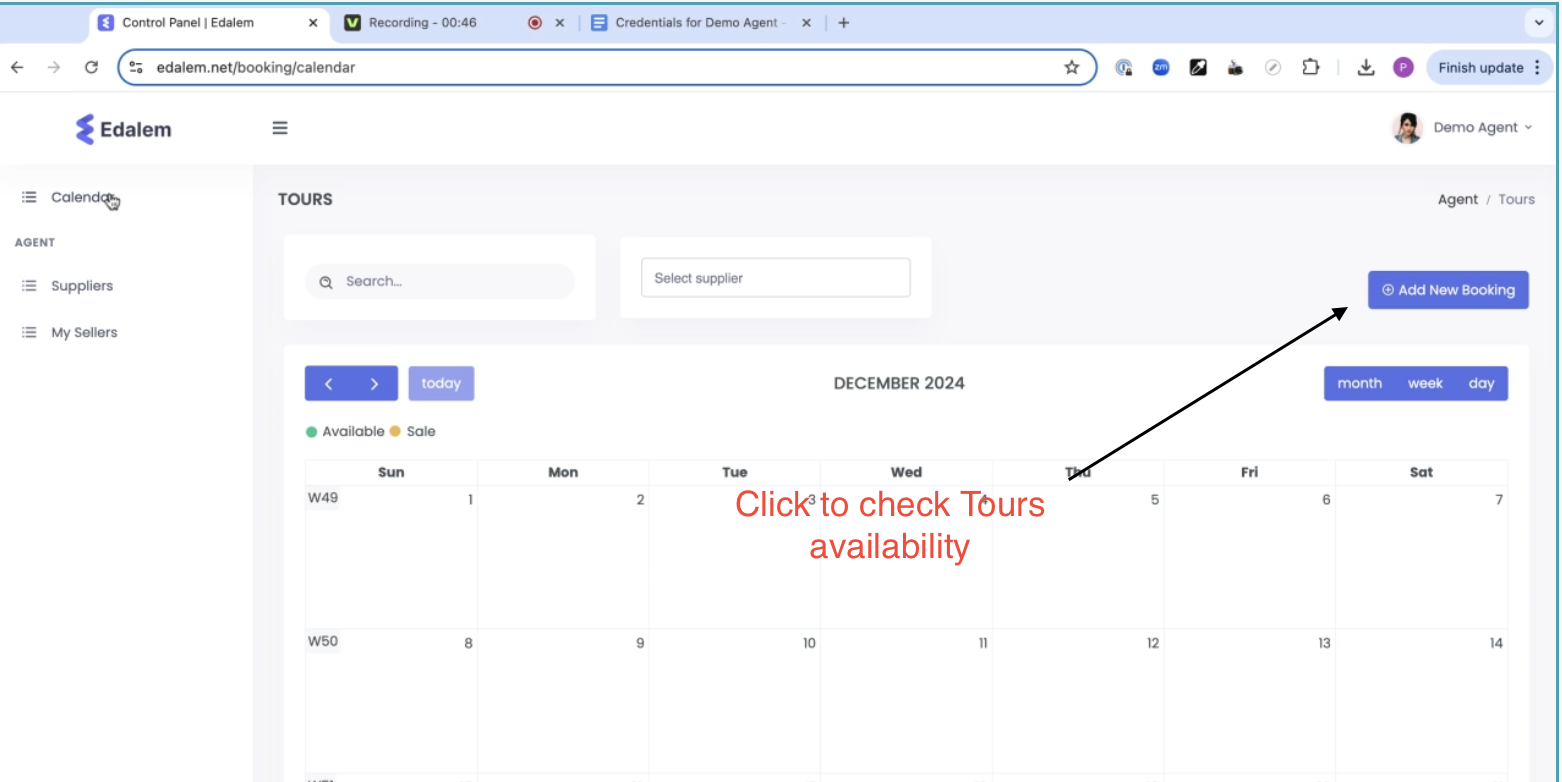 Control Panel | Edalem
Recording - 00:46
Credentials for Demo Agent -
edalem.net/booking/calendar
zm
P
Finish update
Edalem
Demo Agent
Calendar
TOURS
Agent / Tours
AGENT
Search...
Select supplier
Suppliers
Add New Booking
My Sellers
today
DECEMBER 2024
month week day
Available Sale
Sun Mon Tue Wed Thu Fri Sat
W49 1 2 3 4 5 6 7
Click to check Tours
availability
W50 8 9 10 11 12 13 14